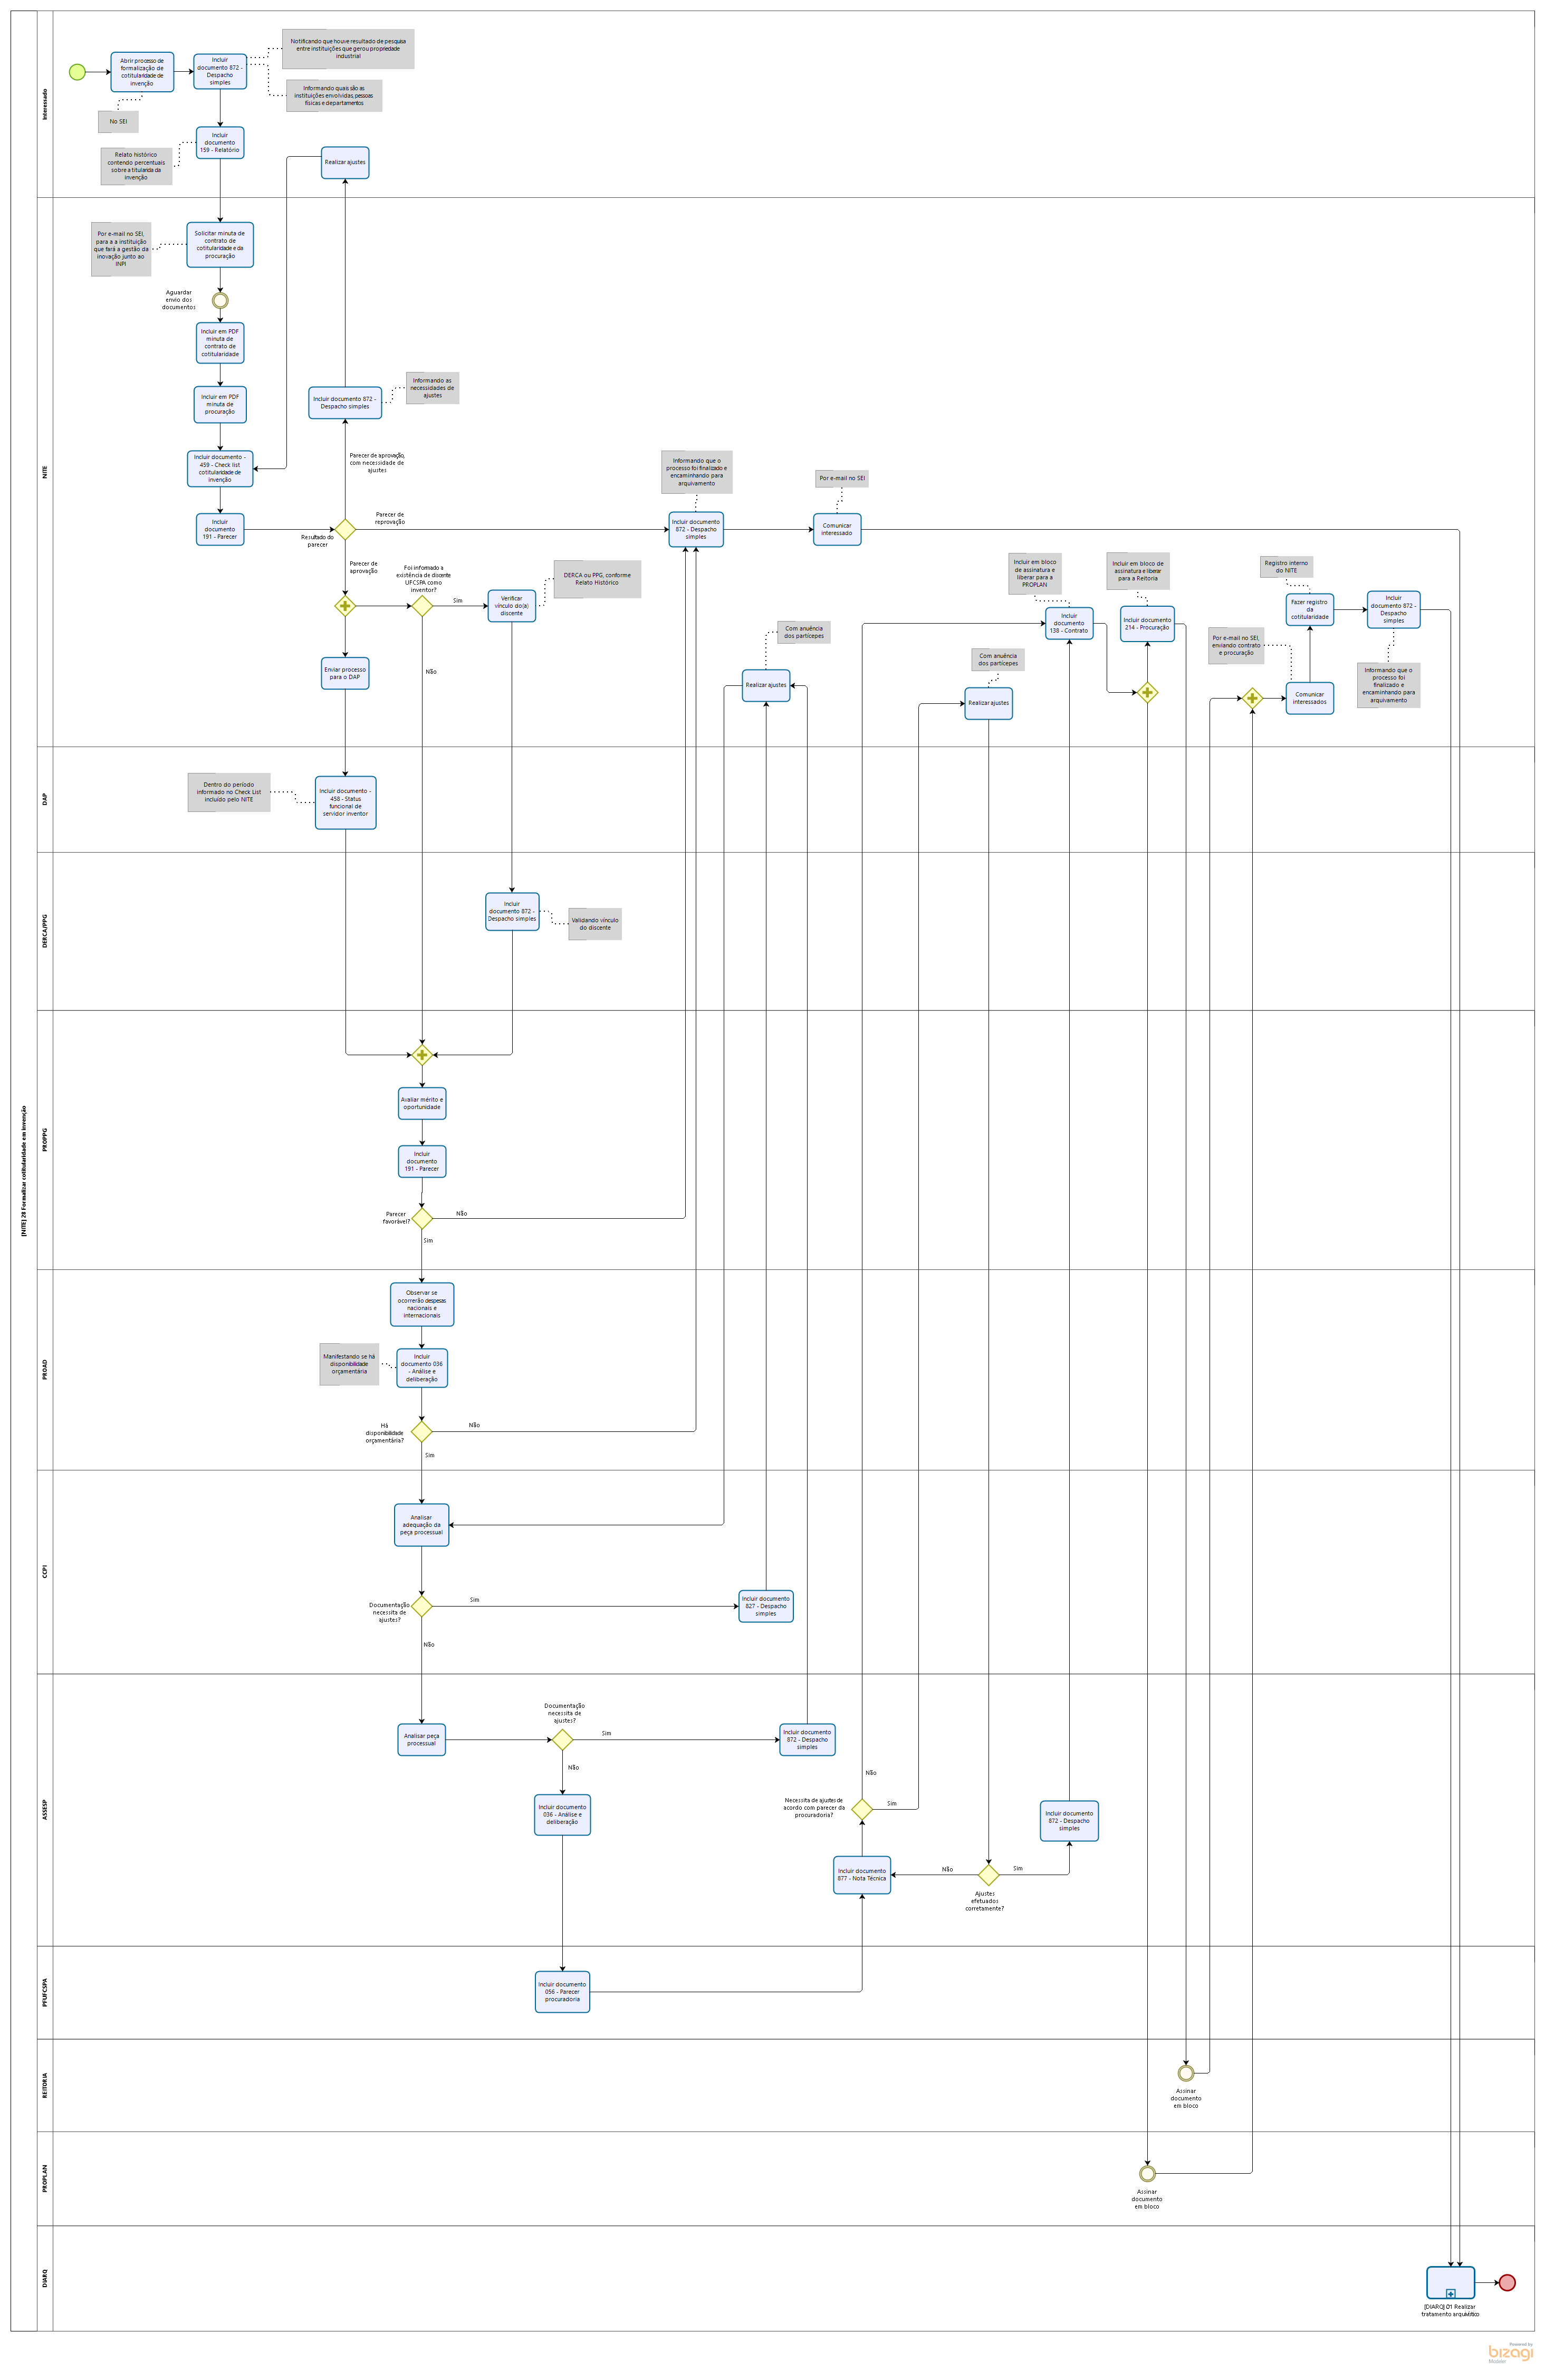 [NITE] 28 Formalizar cotitularidade em invenção
Interessado
Abrir processo de
formalização de
cotitularidade de
invenção
No SEI
Incluir
documento 872 -
Despacho
simples
Notificando que houve resultado de pesquisa
entre instituições que gerou propriedade
industrial
Informando quais são as
instituições envolvidas, pessoas
físicas e departamentos
Incluir
documento
159 - Relatório
Relato histórico
contendo percentuais
sobre a titularida da
invenção
Realizar ajustes
NITE
Solicitar minuta de
contrato de
cotitularidade e da
procuração
Por e-mail no SEI,
para a a instituição
que fará a gestão da
inovação junto ao
INPI
Aguardar
envio dos
documentos
Incluir em PDF
minuta de
contrato de
cotitularidade
Incluir em PDF
minuta de
procuração
Incluir documento -
459 - Check list
cotitularidade de
invenção
Incluir
documento
191 - Parecer
Resultado do
parecer
Incluir documento 872 -
Despacho simples
Informando as
necessidades de
ajustes
Parecer de aprovação,
com necessidade de
ajustes
Parecer de
reprovação
Parecer de
aprovação
Foi informado a
existência de discente
UFCSPA como
inventor?
Sim
Não
Verificar
vínculo do(a)
discente
DERCA ou PPG, conforme
Relato Histórico
Enviar processo
para o DAP
Informando que o
processo foi finalizado e
encaminhando para
arquivamento
Incluir documento
872 - Despacho
simples
Por e-mail no SEI
Comunicar
interessado
Com anuência
dos partícepes
Realizar ajustes
Com anuência
dos partícepes
Realizar ajustes
Incluir em bloco
de assinatura e
liberar para a
PROPLAN
Incluir
documento
138 - Contrato
Incluir em bloco de
assinatura e liberar
para a Reitoria
Incluir documento
214 - Procuração
Registro interno
do NITE
Fazer registro
da
cotitularidade
Por e-mail no SEI,
enviando contrato
e procuração
Comunicar
interessados
Incluir
documento 872 -
Despacho
simples
Informando que o
processo foi
finalizado e
encaminhando para
arquivamento
DAP
Dentro do período
informado no Check List
incluído pelo NITE
Incluir documento -
458 - Status
funcional de
servidor inventor
DERCA/PPG
Incluir
documento 872 -
Despacho simples
Validando vínculo
do discente
PROPPG
Avaliar mérito e
oportunidade
Incluir
documento
191 - Parecer
Parecer
favorável?
Não
Sim
PROAD
Observar se
ocorrerão despesas
nacionais e
internacionais
Manifestando se há
disponibilidade
orçamentária
Incluir
documento 036
- Análise e
deliberação
Há
disponibilidade
orçamentária?
Não
Sim
CCPI
Analisar
adequação da
peça processual
Documentação
necessita de
ajustes?
Sim
Não
Incluir documento
827 - Despacho
simples
ASSESP
Analisar peça
processual
Documentação
necessita de
ajustes?
Sim
Não
Incluir documento
872 - Despacho
simples
Incluir documento
036 - Análise e
deliberação
Necessita de ajustes de
acordo com parecer da
procuradoria?
Não
Sim
Incluir documento
877 - Nota Técnica
Não
Sim
Ajustes
efetuados
corretamente?
Incluir documento
872 - Despacho
simples
PFUFCSPA
Incluir documento
056 - Parecer
procuradoria
REITORIA
Assinar
documento
em bloco
PROPLAN
Assinar
documento
em bloco
DIARQ
[DIARQ] 01 Realizar
tratamento arquivístico
Powered by
bizagi
Modeler